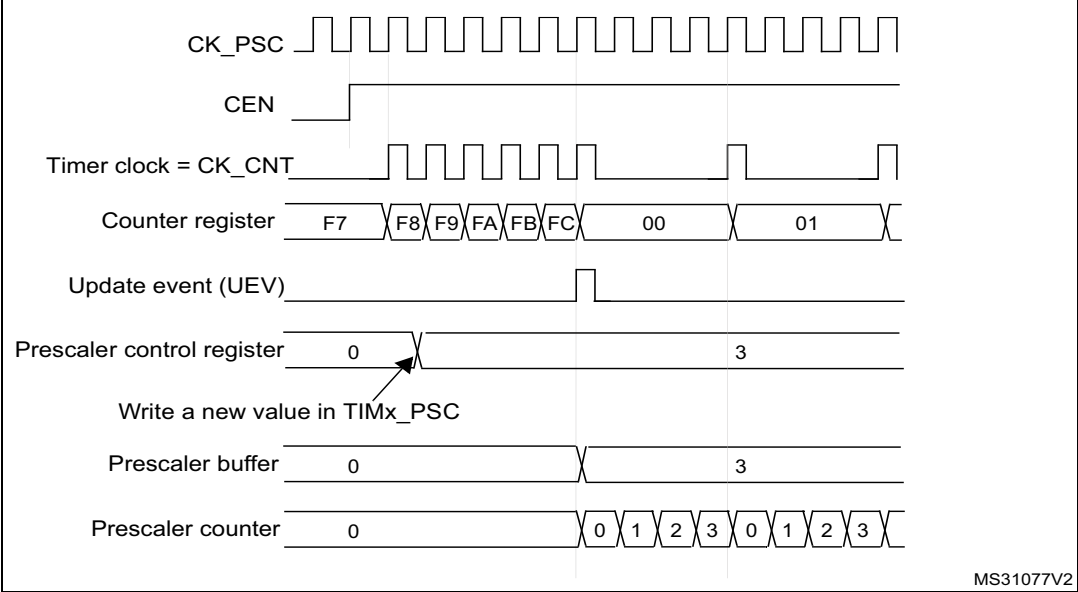 CK_PSC
CEN
Timer clock = CK_CNT
Counter register F7 F8 F9 FA FB FC 00 01
Update event (UEV)
Prescaler control register 0 3
Write a new value in TIMx_PSC
Prescaler buffer 0 3
Prescaler counter 0 0 1 2 3 0 1 2 3
MS31077V2